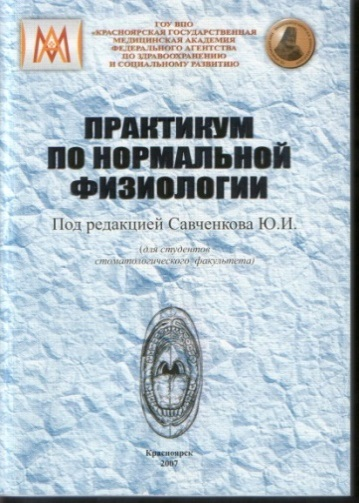 ГОУ ВПО
«КРАСНОЯРСКАЯ ГОСУДАРСТВЕННАЯ
МЕДИЦИНСКАЯ АКАДЕМИЯ
ФЕДЕРАЛЬНОГО АГЕНТСТВА
ПО ЗДРАВООХРАНЕНИЮ
И СОЦИАЛЬНОМУ РАЗВИТИЮ
ПРАКТИКУМ
ПО НОРМАЛЬНОЙ
ФИЗИОЛОГИИ
Под редакцией Савченкова Ю.И.
(для студентов
стоматологического факультета)
Красноярск
2007